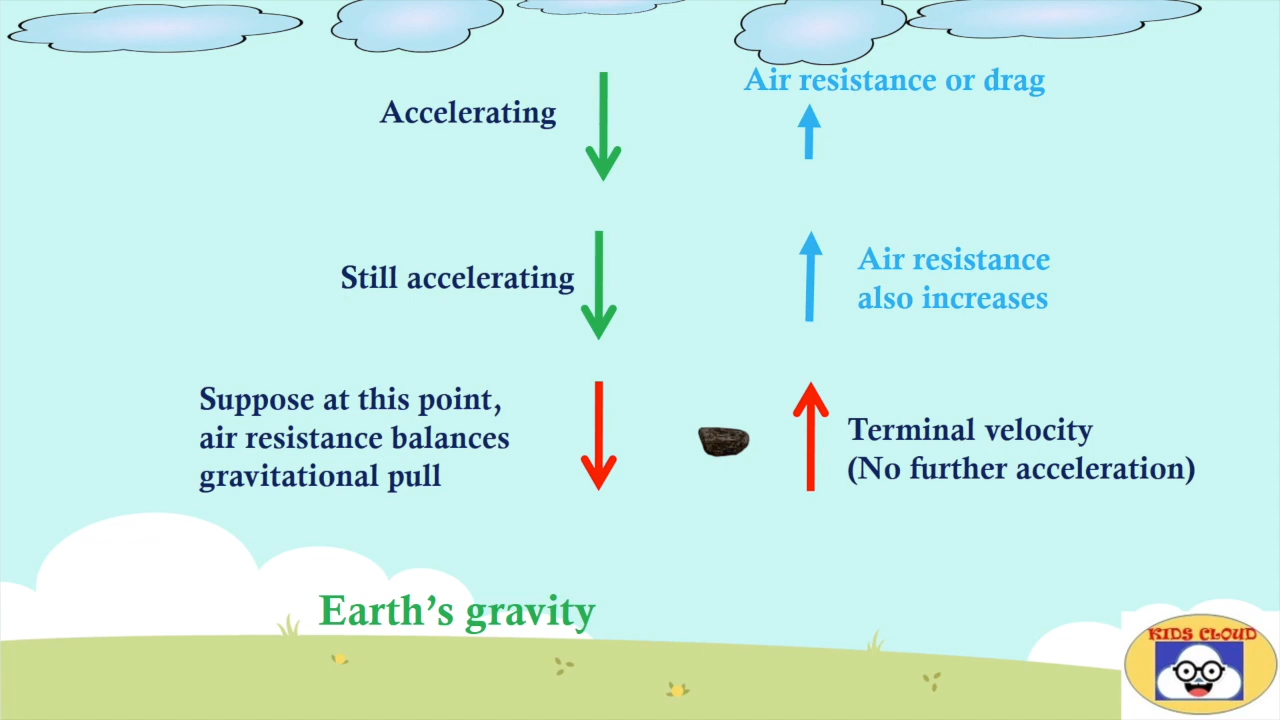 Air resistance or drag
Accelerating
Still accelerating
Air resistance
also increases
Suppose at this point,
air resistance balances
gravitational pull
Terminal velocity
(No further acceleration)
Earth’s gravity
KIDS CLOUD